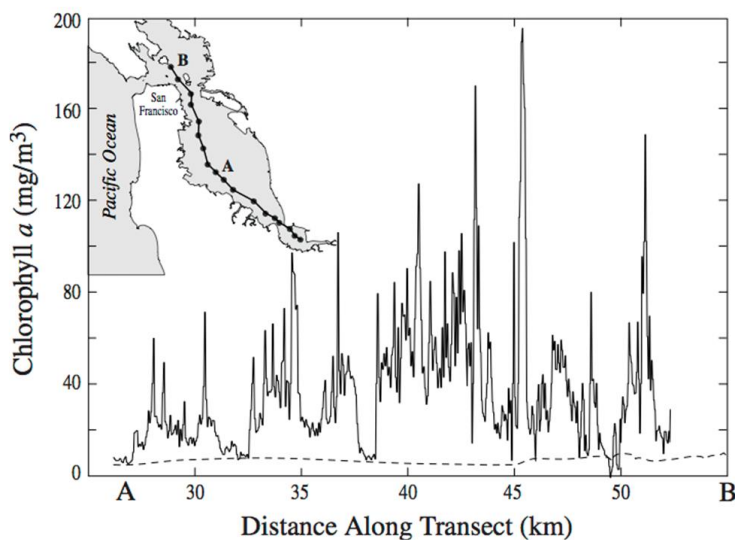 200
160
120
80
40
0
Chlorophyll a (mg/m³)
B
San
Francisco
A
Pacific Ocean
A
30
35
40
45
50
B
Distance Along Transect (km)